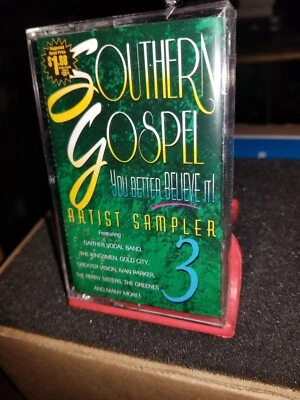 $1.98
SOUTHERN
GOSPEL
YOU BETTER BELIEVE IT!
ARTIST SAMPLER
3
Featuring:
GAITHER VOCAL BAND,
THE KINGSMEN, GOLD CITY,
GREATER VISION, IVAN PARKER,
THE PERRY SISTERS, THE GREENES
AND MANY MORE!